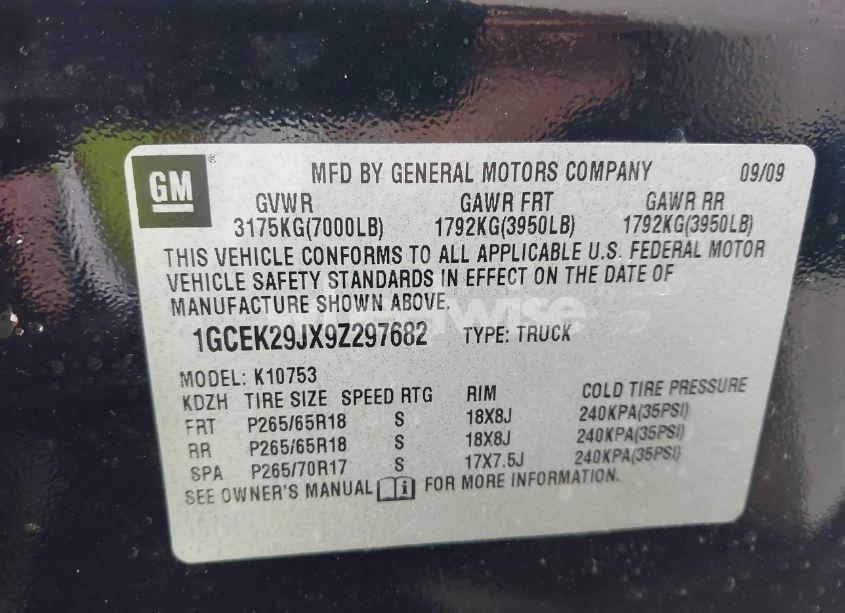 GM ® MFD BY GENERAL MOTORS COMPANY 09/09
GVWR GAWR FRT GAWR RR
3175KG(7000LB) 1792KG(3950LB) 1792KG(3950LB)
THIS VEHICLE CONFORMS TO ALL APPLICABLE U.S. FEDERAL MOTOR
VEHICLE SAFETY STANDARDS IN EFFECT ON THE DATE OF
MANUFACTURE SHOWN ABOVE.
1GCEK29JX9Z297682 TYPE: TRUCK
MODEL: K10753
KDZH TIRE SIZE SPEED RTG RIM COLD TIRE PRESSURE
FRT P265/65R18 S 18X8J 240KPA(35PSI)
RR P265/65R18 S 18X8J 240KPA(35PSI)
SPA P265/70R17 S 17X7.5J 240KPA(35PSI)
SEE OWNER'S MANUAL FOR MORE INFORMATION.